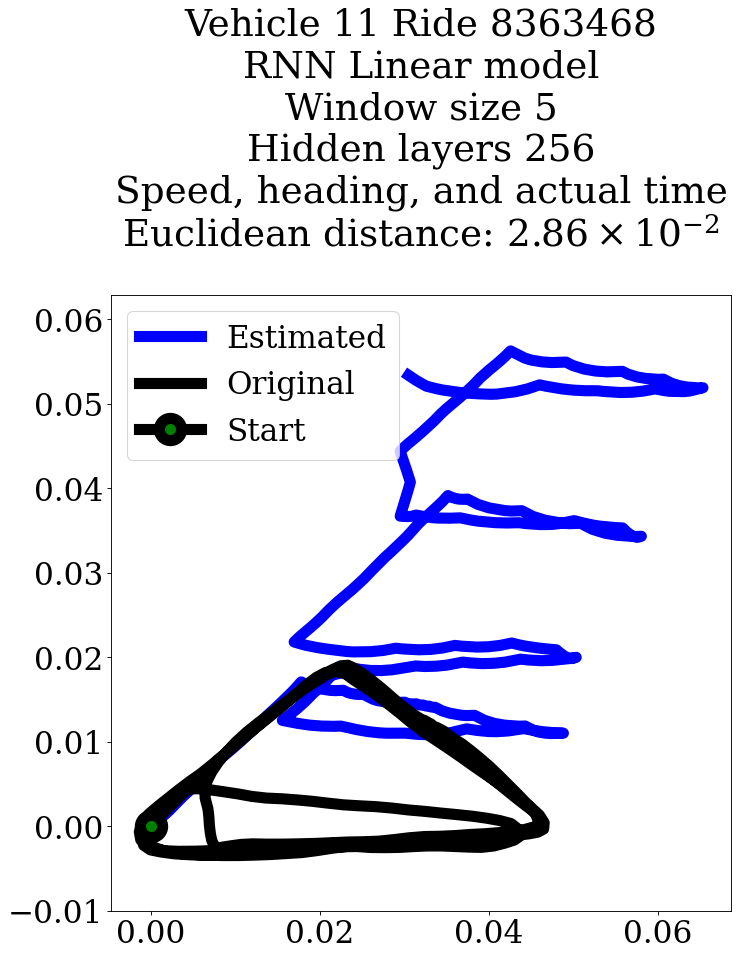 Vehicle 11 Ride 8363468
RNN Linear model
Window size 5
Hidden layers 256
Speed, heading, and actual time
Euclidean distance: 2.86 × 10⁻²
Estimated
Original
Start
0.06
0.05
0.04
0.03
0.02
0.01
0.00
−0.01
0.00 0.02 0.04 0.06